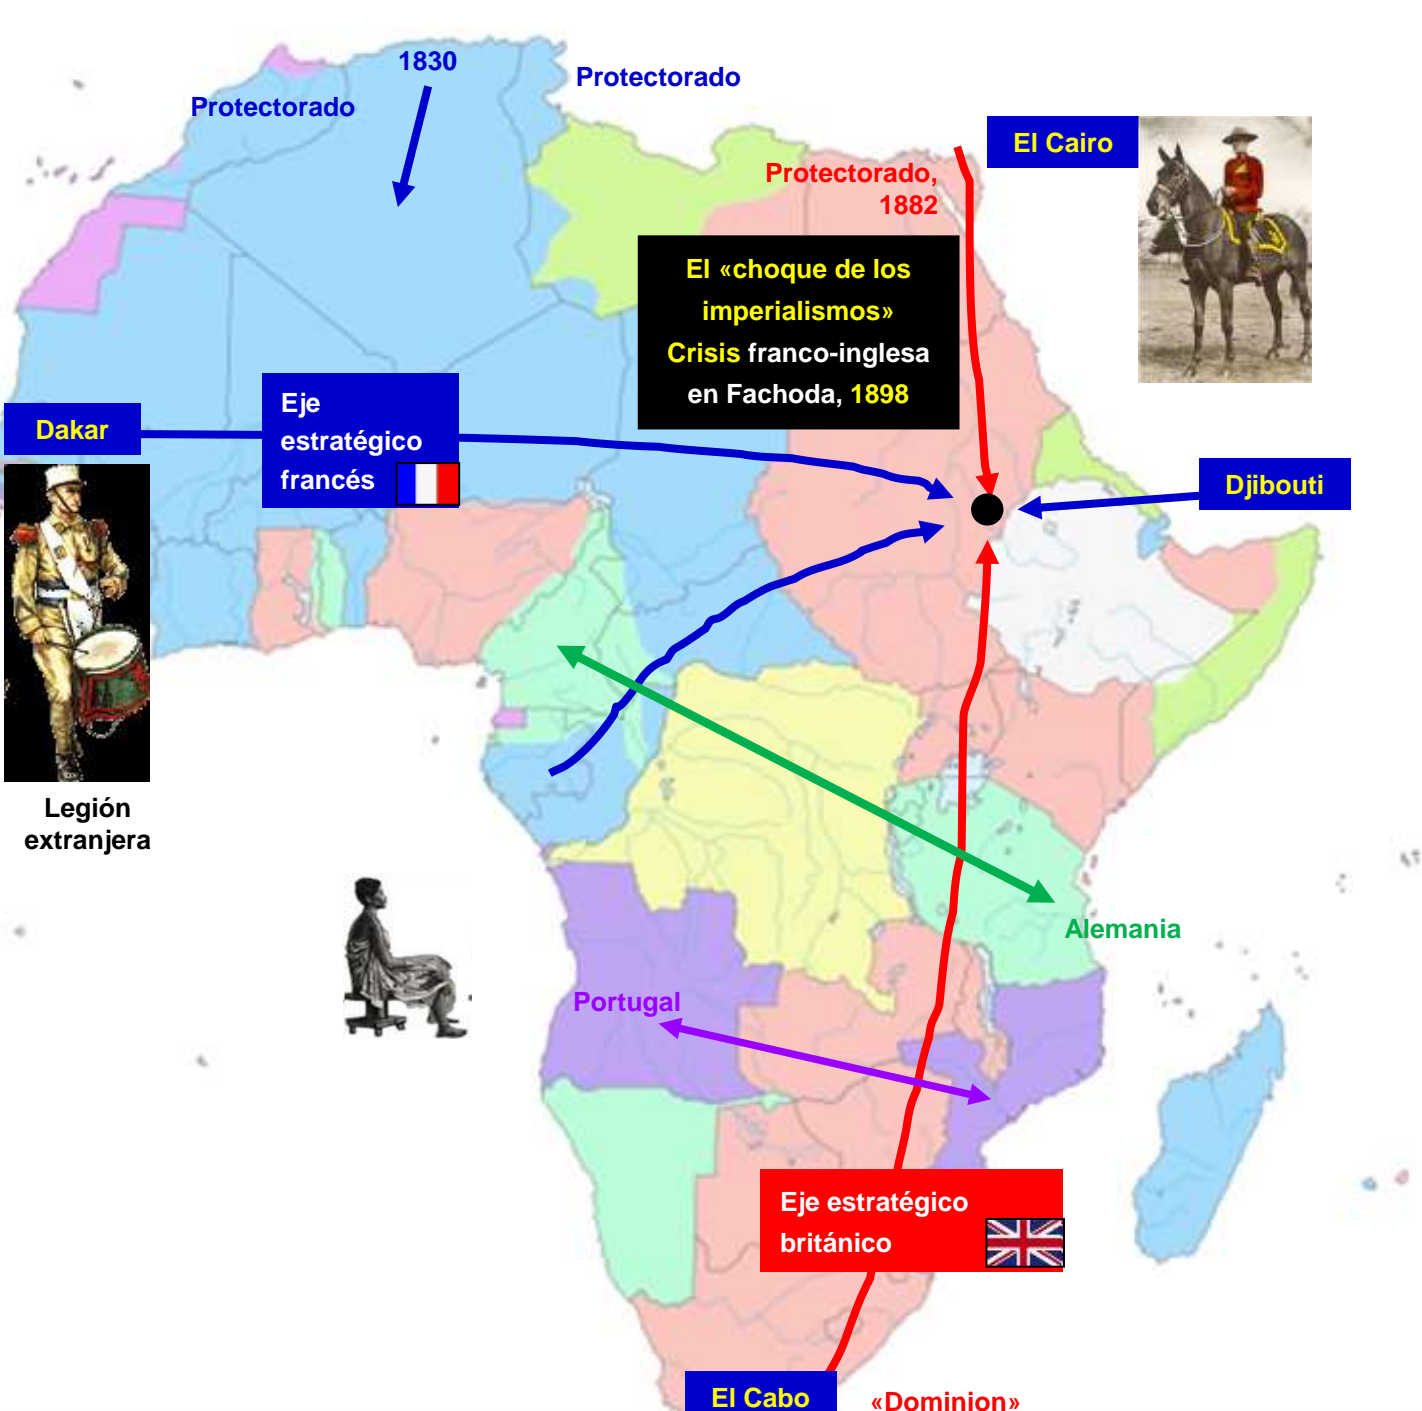 1830
Protectorado
Protectorado
El Cairo
Protectorado,
1882
El «choque de los
imperialismos»
Crisis franco-inglesa
en Fachoda, 1898
Eje
estratégico
francés
Dakar
Djibouti
Legión
extranjera
Alemania
Portugal
Eje estratégico
británico
El Cabo
«Dominion»